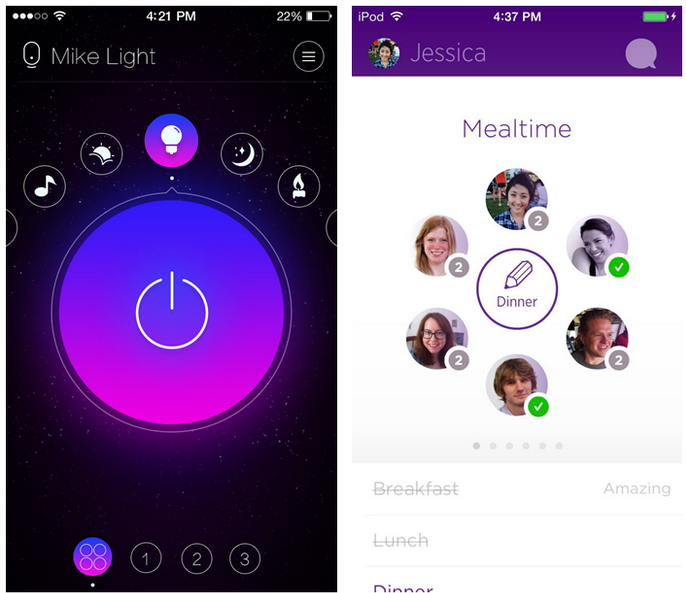 4:21 PM
22%
Mike Light
1
2
3
iPod
4:37 PM
Jessica
Mealtime
2
2
Dinner
2
2
Breakfast
Amazing
Lunch
Dinner